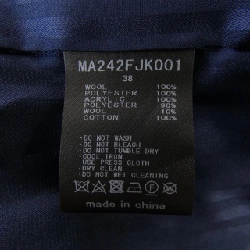 MA242FJK001
38
WOOL 100%
POLYESTER 100%
ACRYLIC 100%
POLYESTER 90%
WOOL 10%
COTTON 100%
-DO NOT WASH
-DO NOT BLEACH
-DO NOT TUMBLE DRY
-COOL IRON
-USE PRESS CLOTH
-DRY CLEAN
-DO NOT WET CLEANING
made in china